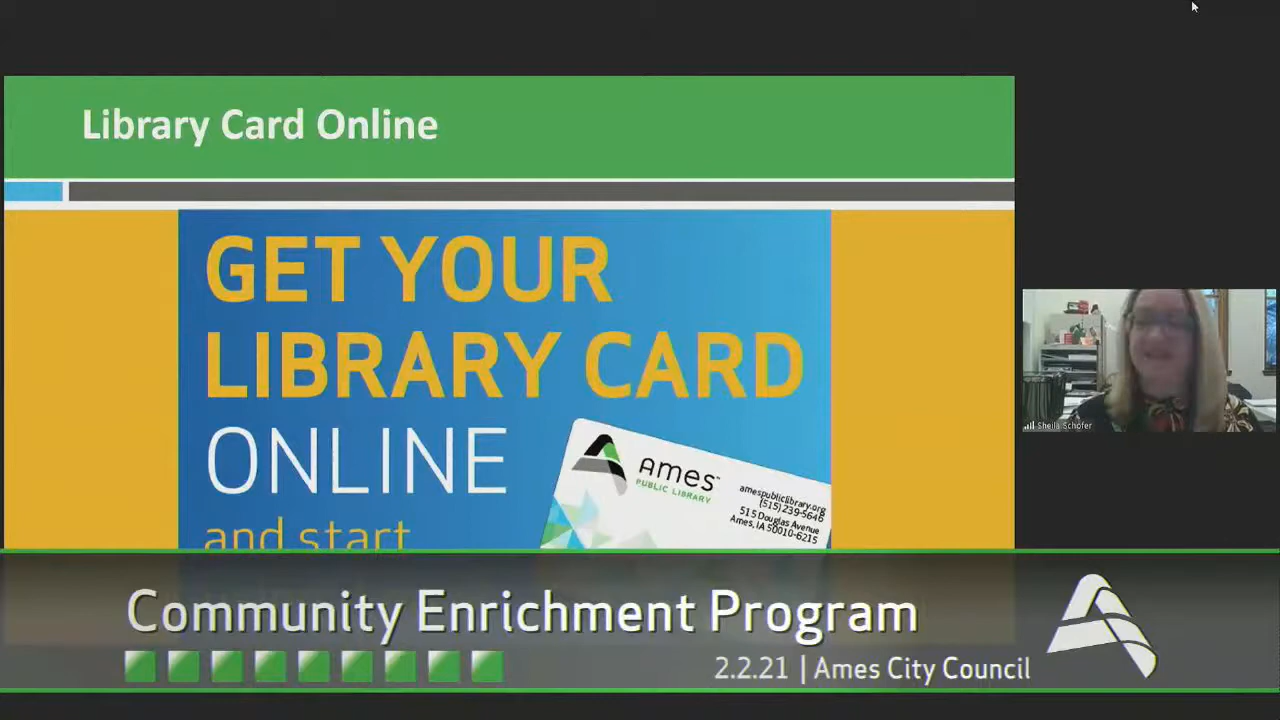 Library Card Online
GET YOUR
LIBRARY CARD
ONLINE
and start
Ames™
PUBLIC LIBRARY
amespubliclibrary.org
(515) 239-5646
515 Douglas Avenue
Ames, IA 50010-6215
Sheila Schofer
Community Enrichment Program
2.2.21 | Ames City Council